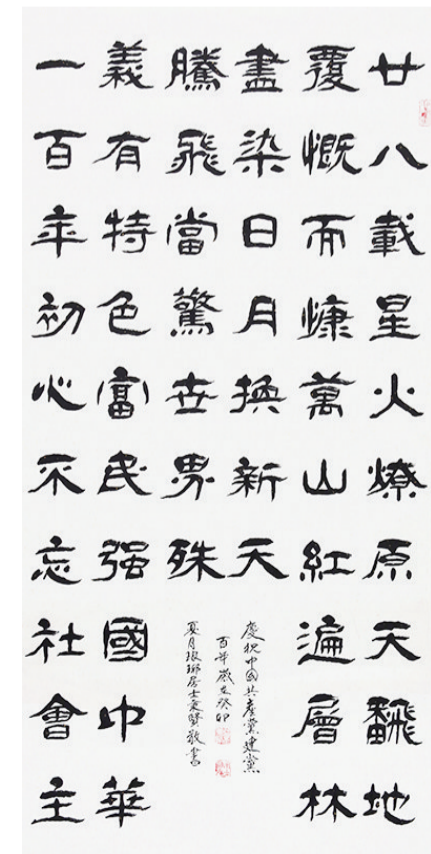 廿八載星火燎原天飜地
覆慨而慷萬山紅遍層林
盡染日月換新天
一百年初心不忘社會主
義有特色富民强國中華
騰飛當驚世界殊
慶祝中國共產黨建黨
百年歲在癸卯
夏月琅琊居士賢敬書